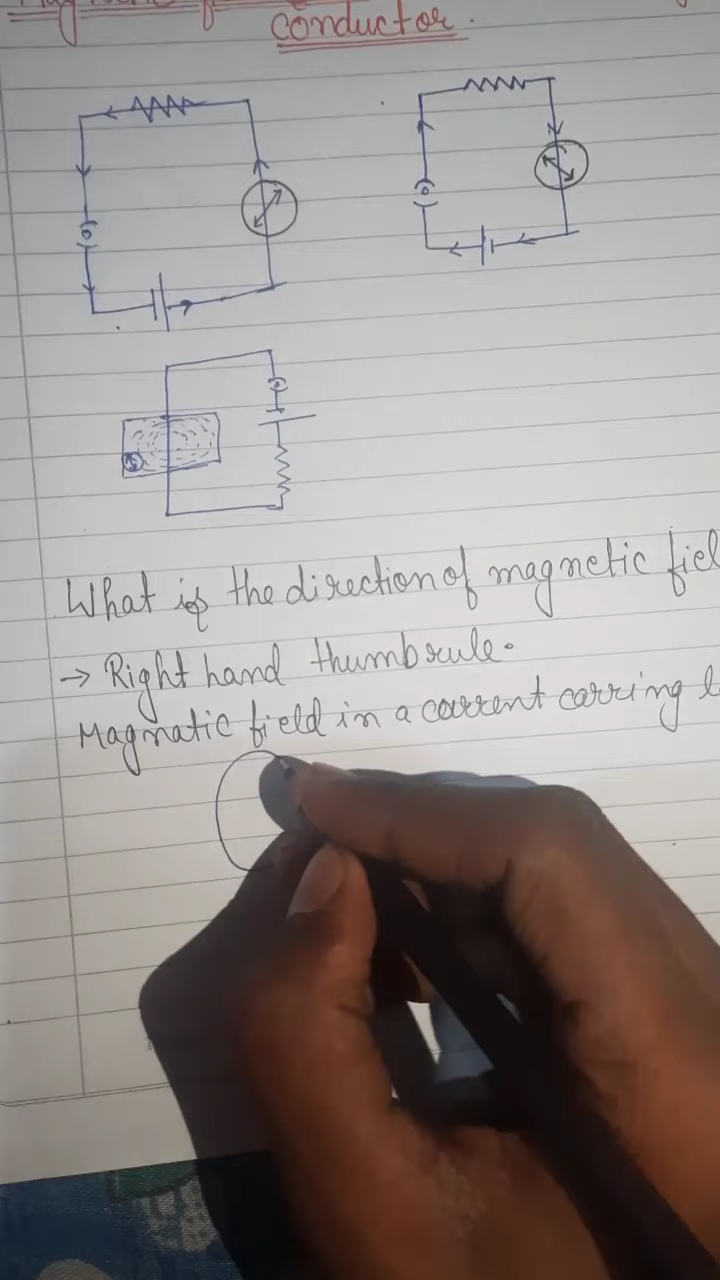 conductor.
What is the direction of magnetic fiel
→ Right hand thumb rule.
Magnatic field in a current carring l